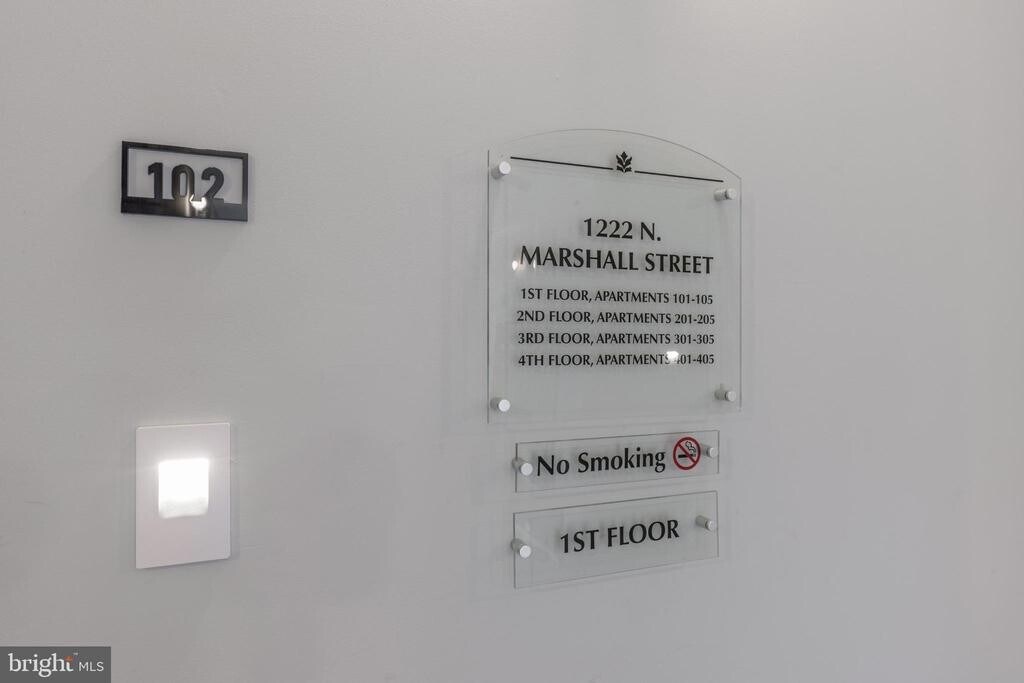 102
1222 N.
MARSHALL STREET
1ST FLOOR, APARTMENTS 101-105
2ND FLOOR, APARTMENTS 201-205
3RD FLOOR, APARTMENTS 301-305
4TH FLOOR, APARTMENTS 401-405
No Smoking
1ST FLOOR
bright MLS